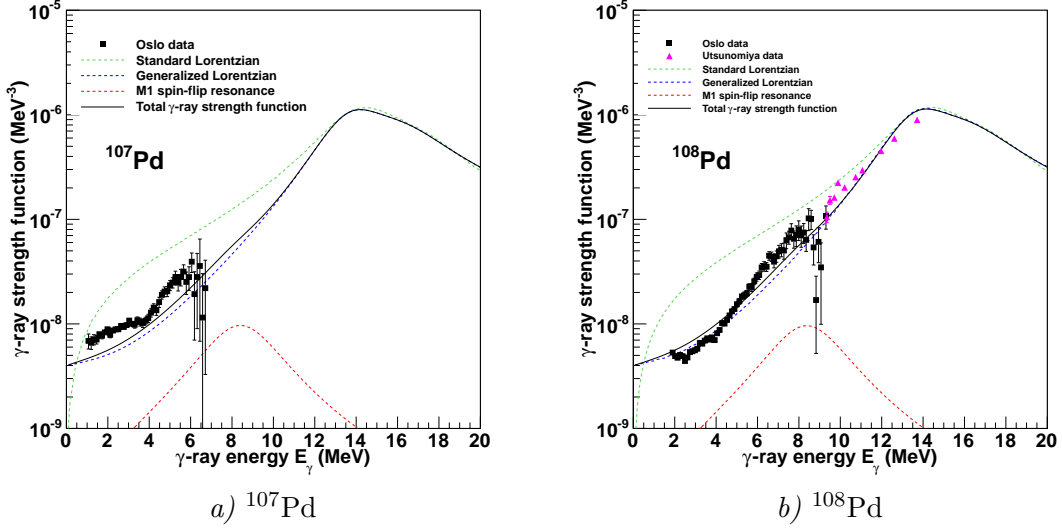 10⁻⁵
10⁻⁶
10⁻⁷
10⁻⁸
10⁻⁹
γ-ray strength function (MeV⁻³)
Oslo data
Standard Lorentzian
Generalized Lorentzian
M1 spin-flip resonance
Total γ-ray strength function
¹⁰⁷Pd
0 2 4 6 8 10 12 14 16 18 20
γ-ray energy E_γ (MeV)
a) ¹⁰⁷Pd
10⁻⁵
10⁻⁶
10⁻⁷
10⁻⁸
10⁻⁹
γ-ray strength function (MeV⁻³)
Oslo data
Utsunomiya data
Standard Lorentzian
Generalized Lorentzian
M1 spin-flip resonance
Total γ-ray strength function
¹⁰⁸Pd
0 2 4 6 8 10 12 14 16 18 20
γ-ray energy E_γ (MeV)
b) ¹⁰⁸Pd